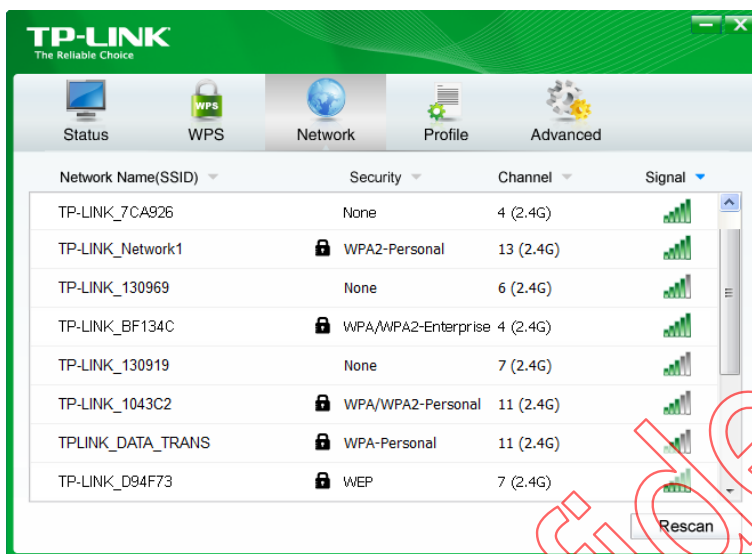 TP-LINK
The Reliable Choice
WPS
Status WPS Network Profile Advanced
Network Name(SSID) Security Channel Signal
TP-LINK_7CA926 None 4 (2.4G)
TP-LINK_Network1 WPA2-Personal 13 (2.4G)
TP-LINK_130969 None 6 (2.4G)
TP-LINK_BF134C WPA/WPA2-Enterprise 4 (2.4G)
TP-LINK_130919 None 7 (2.4G)
TP-LINK_1043C2 WPA/WPA2-Personal 11 (2.4G)
TPLINK_DATA_TRANS WPA-Personal 11 (2.4G)
TP-LINK_D94F73 WEP 7 (2.4G)
Rescan